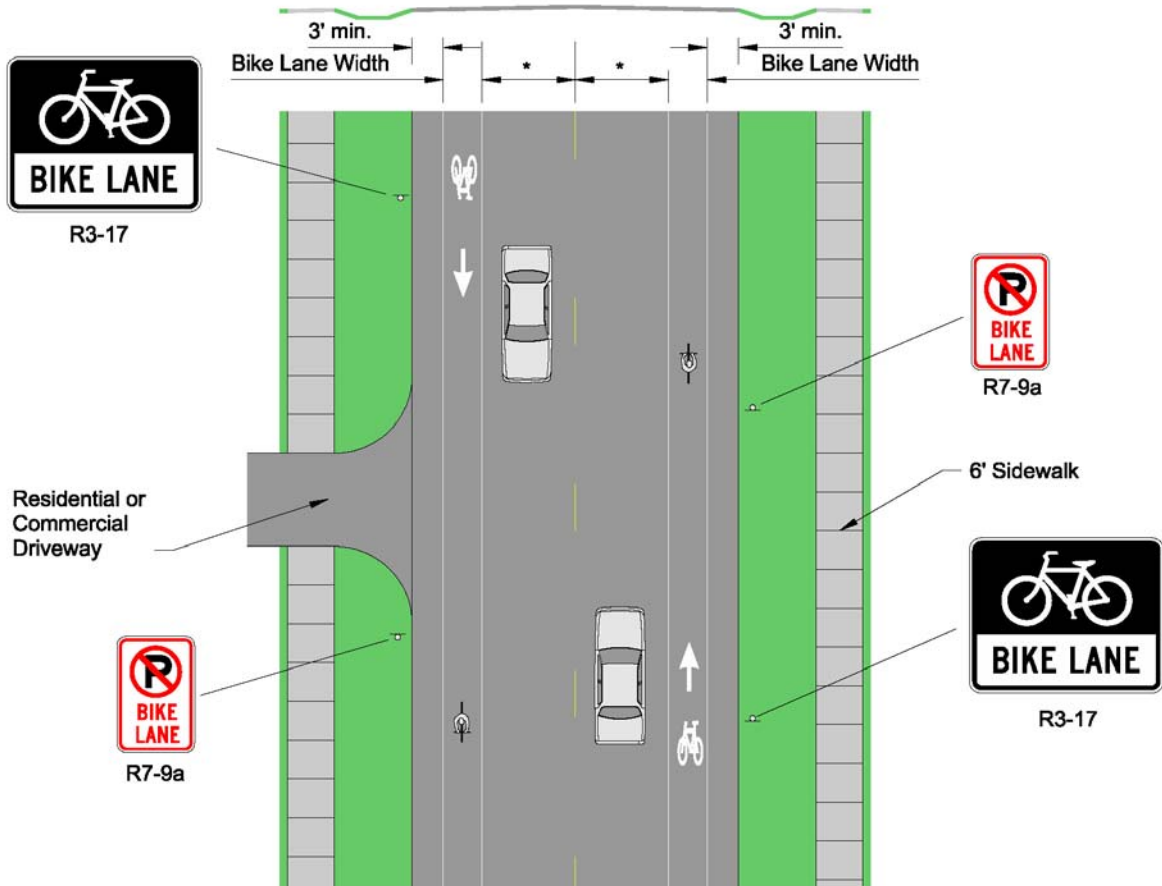 3' min.
3' min.
Bike Lane Width
*
*
Bike Lane Width
BIKE LANE
R3-17
P
BIKE
LANE
R7-9a
Residential or
Commercial
Driveway
6' Sidewalk
BIKE LANE
R3-17
P
BIKE
LANE
R7-9a